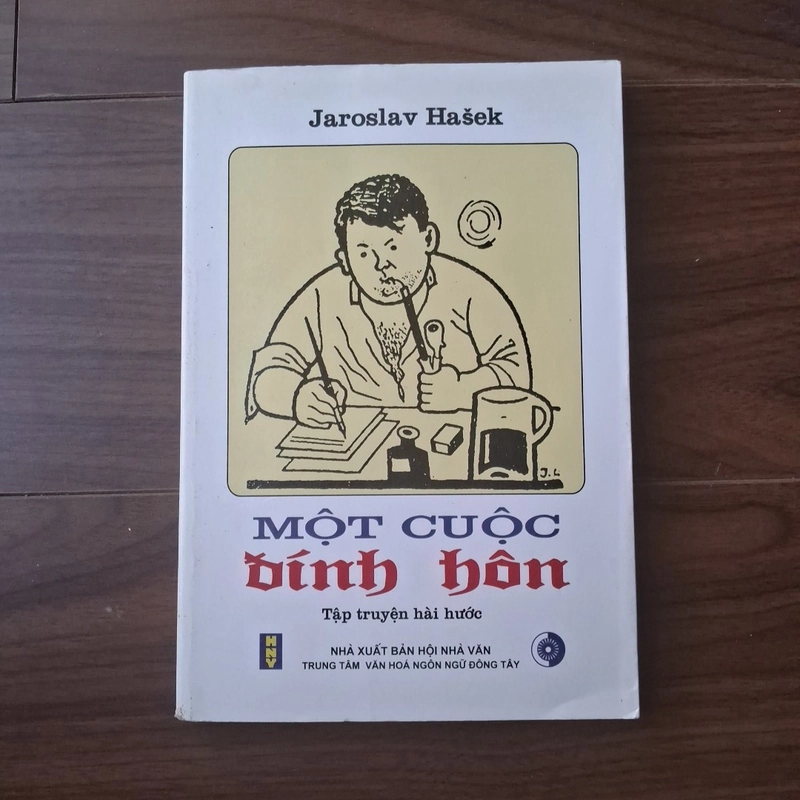 Jaroslav Hašek
J.L
MỘT CUỘC
đính hôn
Tập truyện hài hước
HNV
NHÀ XUẤT BẢN HỘI NHÀ VĂN
TRUNG TÂM VĂN HOÁ NGÔN NGỮ ĐÔNG TÂY